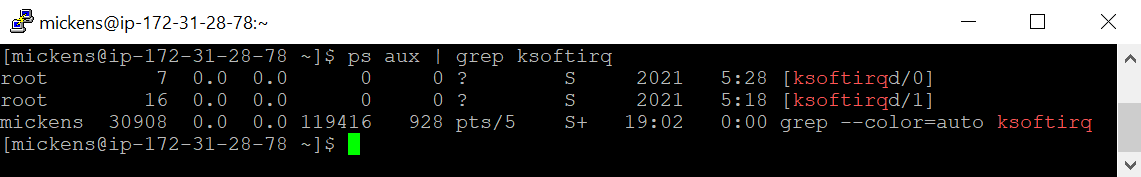 mickens@ip-172-31-28-78:~
[mickens@ip-172-31-28-78 ~]$ ps aux | grep ksoftirq
root         7  0.0  0.0      0     0 ?        S     2021   5:28 [ksoftirqd/0]
root        16  0.0  0.0      0     0 ?        S     2021   5:18 [ksoftirqd/1]
mickens  30908  0.0  0.0 119416   928 pts/5    S+   19:02   0:00 grep --color=auto ksoftirq
[mickens@ip-172-31-28-78 ~]$